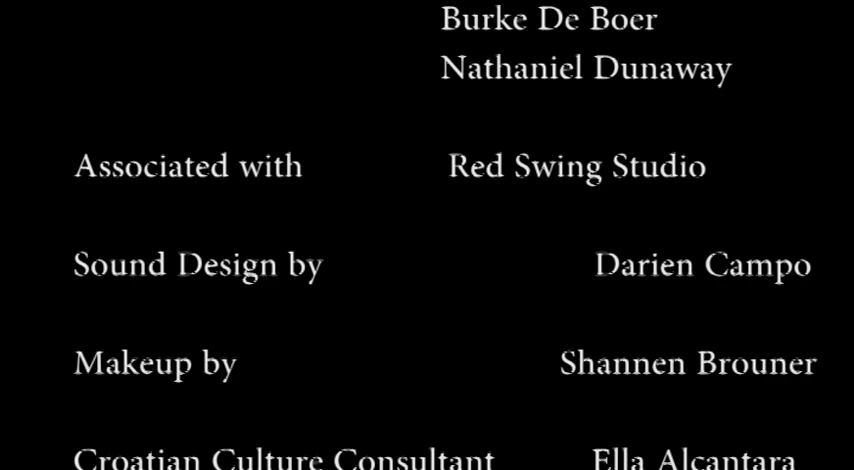 Burke De Boer
Nathaniel Dunaway
Associated with Red Swing Studio
Sound Design by Darien Campo
Makeup by Shannen Brouner
Croatian Culture Consultant Ella Alcantara